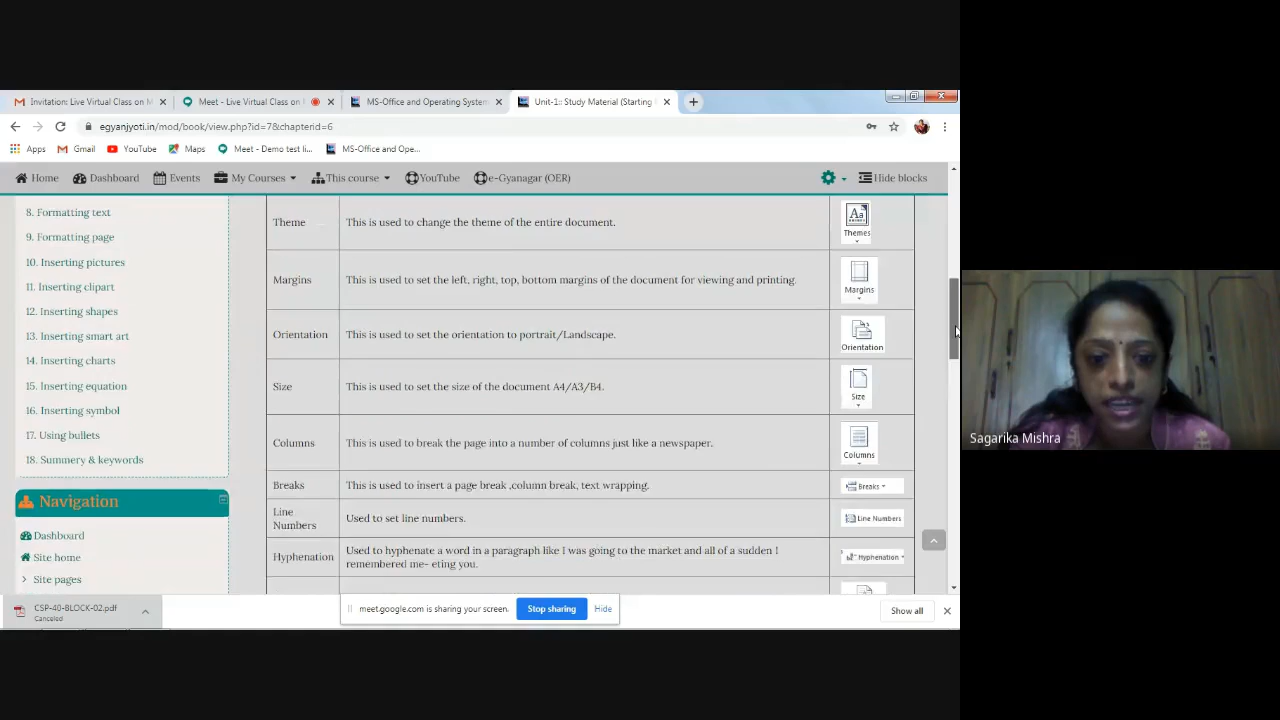 Invitation: Live Virtual Class on M
Meet - Live Virtual Class on
MS-Office and Operating System
Unit-1:: Study Material (Starting
egyanjyoti.in/mod/book/view.php?id=7&chapterid=6
Apps Gmail YouTube Maps Meet - Demo test li... MS-Office and Ope...
Home Dashboard Events My Courses This course YouTube e-Gyanagar (OER) Hide blocks
8. Formatting text
9. Formatting page
10. Inserting pictures
11. Inserting clipart
12. Inserting shapes
13. Inserting smart art
14. Inserting charts
15. Inserting equation
16. Inserting symbol
17. Using bullets
18. Summery & keywords
Navigation
Dashboard
Site home
Site pages
Theme This is used to change the theme of the entire document. Aa Themes
Margins This is used to set the left, right, top, bottom margins of the document for viewing and printing. Margins
Orientation This is used to set the orientation to portrait/Landscape. Orientation
Size This is used to set the size of the document A4/A3/B4. Size
Columns This is used to break the page into a number of columns just like a newspaper. Columns
Breaks This is used to insert a page break ,column break, text wrapping. Breaks
Line
Numbers Used to set line numbers. Line Numbers
Hyphenation Used to hyphenate a word in a paragraph like I was going to the market and all of a sudden I
remembered me- eting you. Hyphenation
CSP-40-BLOCK-02.pdf
Canceled
meet.google.com is sharing your screen. Stop sharing Hide
Show all
Sagarika Mishra